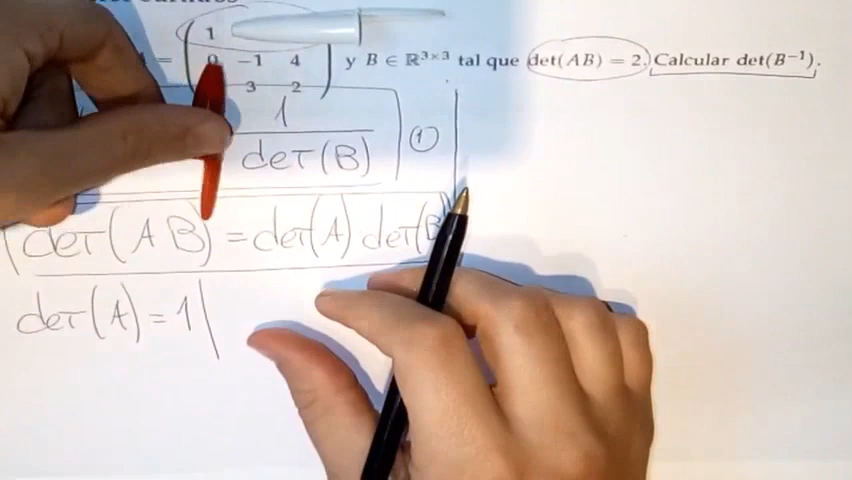 1
= 0 −1 4 y B ∈ ℝ³ˣ³ tal que det(AB) = 2. Calcular det(B⁻¹).
3 2
1
det(B) ①
det(AB) = det(A) det(B)
det(A) = 1